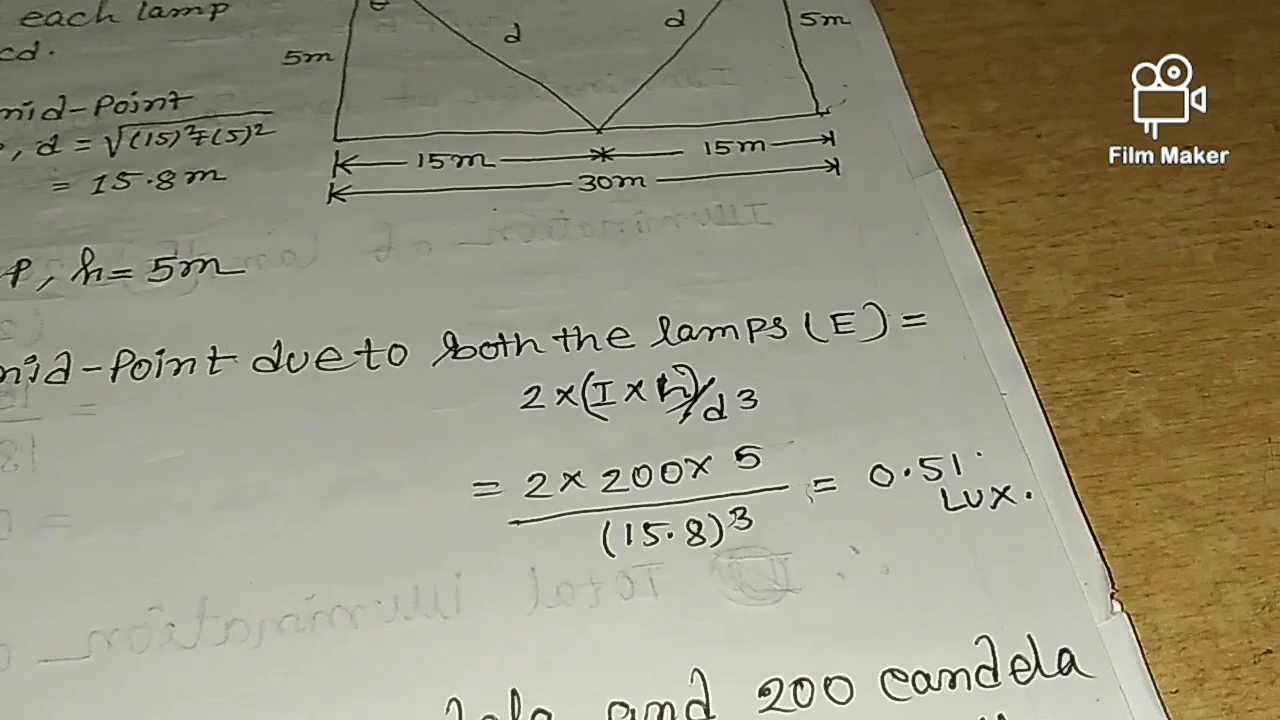 each lamp
cd.
θ
d
d
5m
5m
mid-Point
, d = √(15)²+(5)²
= 15.8m
15m
15m
30m
P, h = 5m
mid-Point due to both the lamps (E) =
2×(I×h)/d3
= 2×200×5/(15.8)3 = 0.51 LUX.
and 200 candela
Film Maker